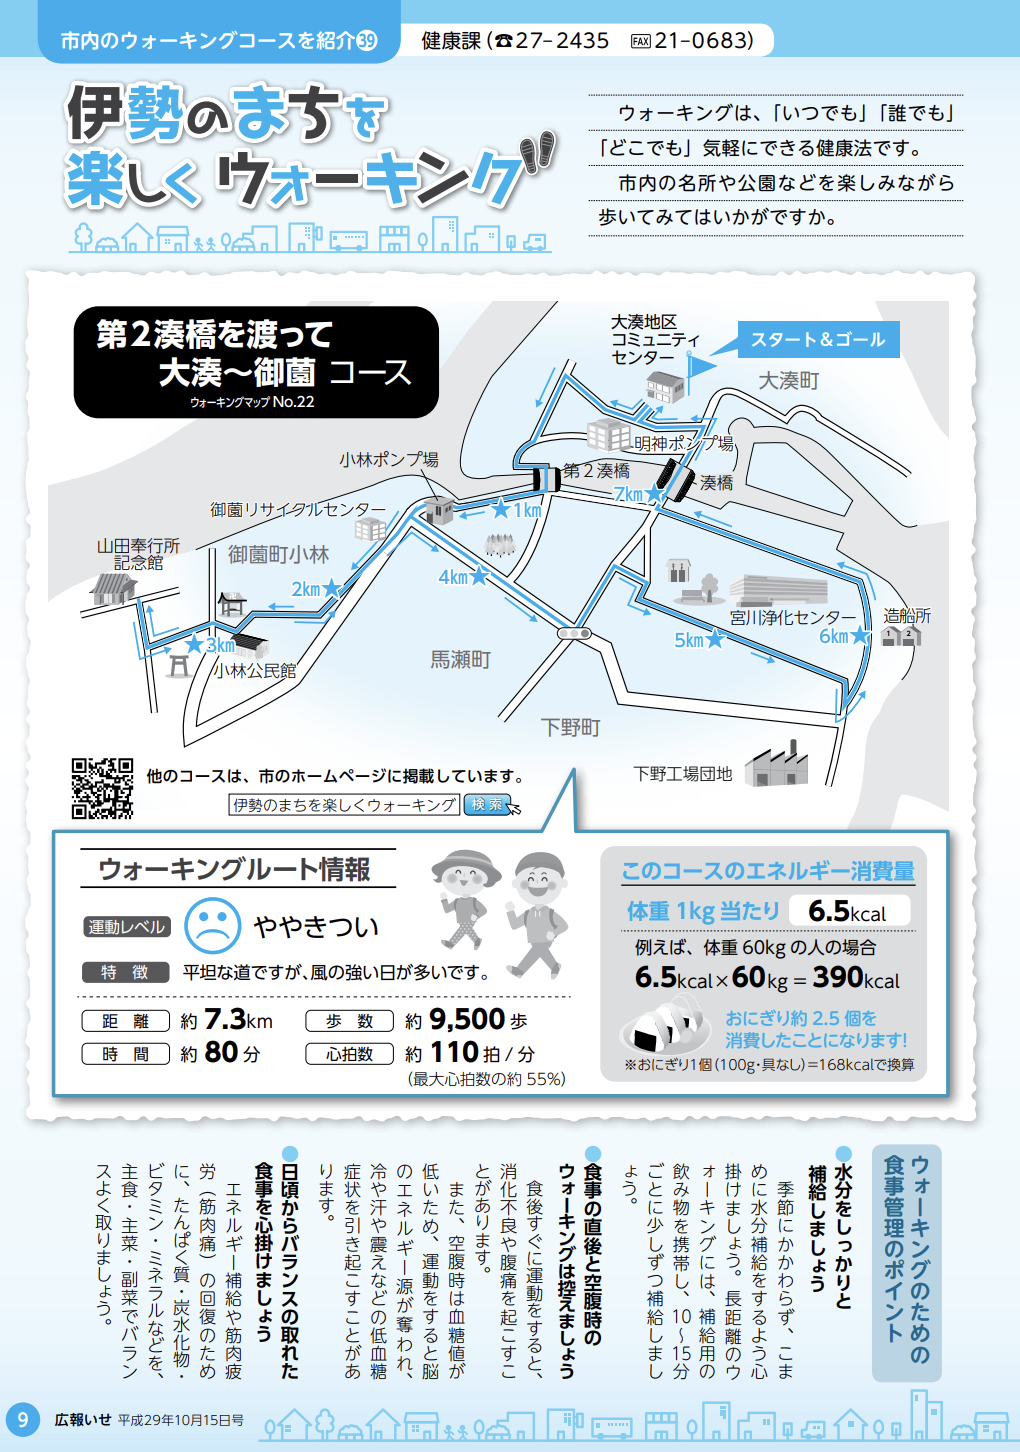 市内のウォーキングコースを紹介㊴
健康課(☎27-2435 FAX21-0683)
伊勢のまちを
楽しくウォーキング
ウォーキングは、「いつでも」「誰でも」
「どこでも」気軽にできる健康法です。
市内の名所や公園などを楽しみながら
歩いてみてはいかがですか。
第2湊橋を渡って
大湊〜御薗 コース
ウォーキングマップ No.22
大湊地区
コミュニティ
センター
スタート&ゴール
大湊町
明神ポンプ場
小林ポンプ場
第2湊橋
湊橋
7km
1km
御薗リサイクルセンター
山田奉行所
記念館
御薗町小林
2km
4km
3km
小林公民館
馬瀬町
宮川浄化センター
造船所
1 2
5km
6km
下野町
下野工場団地
他のコースは、市のホームページに掲載しています。
伊勢のまちを楽しくウォーキング 検索
ウォーキングルート情報
運動レベル ややきつい
特徴 平坦な道ですが、風の強い日が多いです。
距離 約7.3km
歩数 約9,500歩
時間 約80分
心拍数 約110拍/分
(最大心拍数の約55%)
このコースのエネルギー消費量
体重1kg当たり 6.5kcal
例えば、体重60kgの人の場合
6.5kcal×60kg=390kcal
おにぎり約2.5個を
消費したことになります!
※おにぎり1個(100g・具なし)=168kcalで換算
ウォーキングのための
食事管理のポイント
●水分をしっかりと
補給しましょう
季節にかかわらず、こま
めに水分補給をするよう心
掛けましょう。長距離のウ
ォーキングには、補給用の
飲み物を携帯し、10〜15分
ごとに少しずつ補給しまし
ょう。
●食事の直後と空腹時の
ウォーキングは控えましょう
食後すぐに運動をすると、
消化不良や腹痛を起こすこ
とがあります。
また、空腹時は血糖値が
低いため、運動をすると脳
のエネルギー源が奪われ、
冷や汗や震えなどの低血糖
症状を引き起こすことがあ
ります。
●日頃からバランスの取れた
食事を心掛けましょう
エネルギー補給や筋肉疲
労(筋肉痛)の回復のため
に、たんぱく質・炭水化物・
ビタミン・ミネラルなどを、
主食・主菜・副菜でバラン
スよく取りましょう。
9 広報いせ 平成29年10月15日号